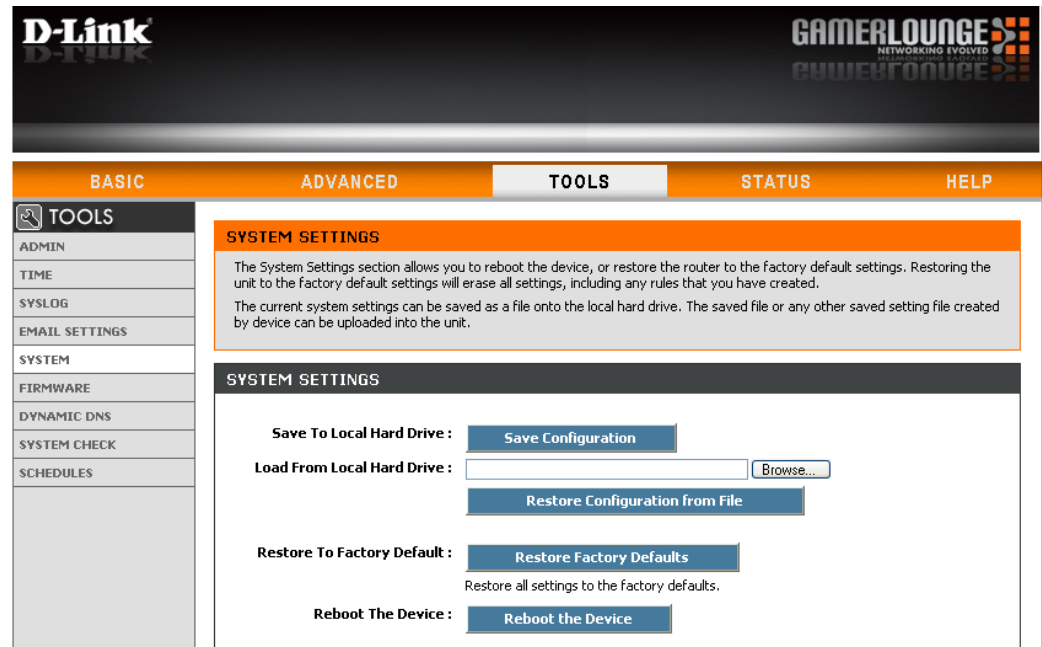 D-Link
GAMERLOUNGE
NETWORKING EVOLVED
BASIC
ADVANCED
TOOLS
STATUS
HELP
TOOLS
ADMIN
TIME
SYSLOG
EMAIL SETTINGS
SYSTEM
FIRMWARE
DYNAMIC DNS
SYSTEM CHECK
SCHEDULES
SYSTEM SETTINGS
The System Settings section allows you to reboot the device, or restore the router to the factory default settings. Restoring the
unit to the factory default settings will erase all settings, including any rules that you have created.
The current system settings can be saved as a file onto the local hard drive. The saved file or any other saved setting file created
by device can be uploaded into the unit.
SYSTEM SETTINGS
Save To Local Hard Drive :
Save Configuration
Load From Local Hard Drive :
Browse...
Restore Configuration from File
Restore To Factory Default :
Restore Factory Defaults
Restore all settings to the factory defaults.
Reboot The Device :
Reboot the Device